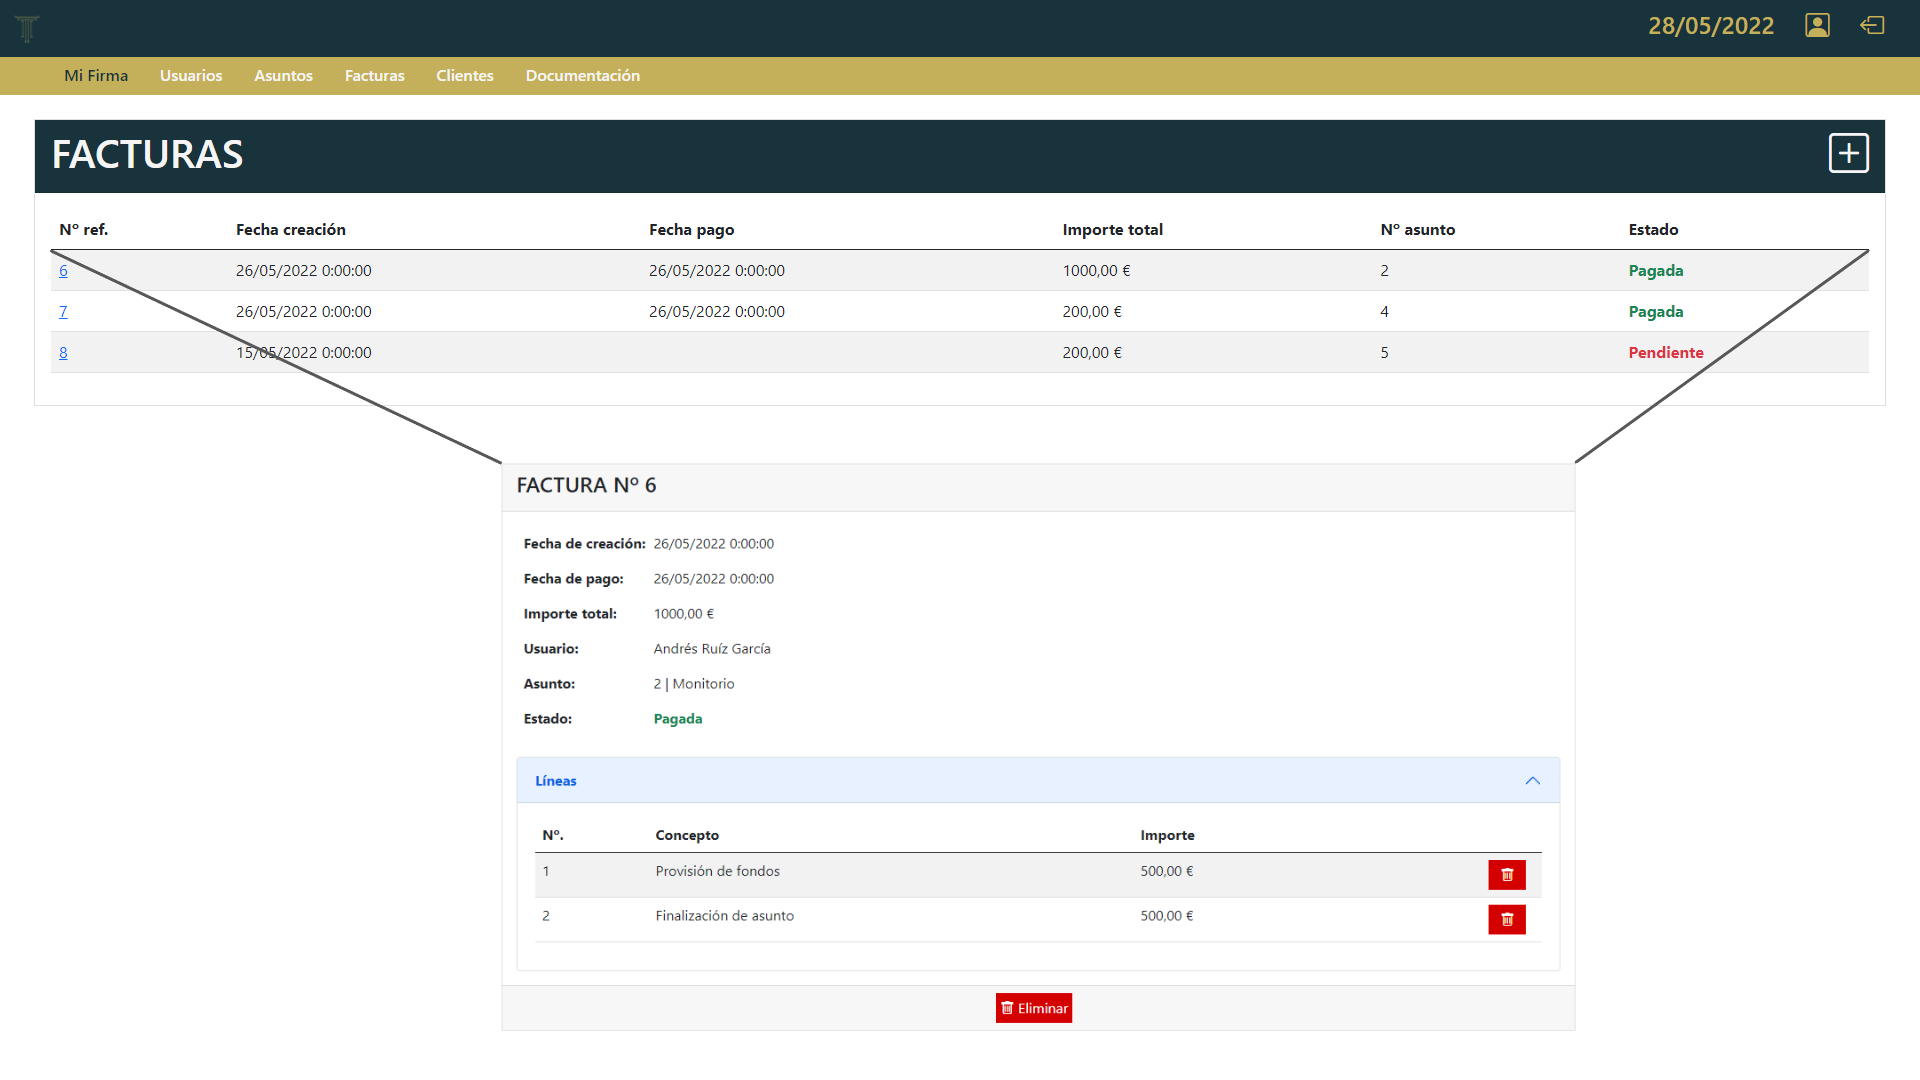 28/05/2022
Mi Firma Usuarios Asuntos Facturas Clientes Documentación
FACTURAS
Nº ref. Fecha creación Fecha pago Importe total Nº asunto Estado
6 26/05/2022 0:00:00 26/05/2022 0:00:00 1000,00 € 2 Pagada
7 26/05/2022 0:00:00 26/05/2022 0:00:00 200,00 € 4 Pagada
8 15/05/2022 0:00:00 200,00 € 5 Pendiente
FACTURA Nº 6
Fecha de creación: 26/05/2022 0:00:00
Fecha de pago: 26/05/2022 0:00:00
Importe total: 1000,00 €
Usuario: Andrés Ruíz García
Asunto: 2 | Monitorio
Estado: Pagada
Líneas
Nº. Concepto Importe
1 Provisión de fondos 500,00 €
2 Finalización de asunto 500,00 €
Eliminar